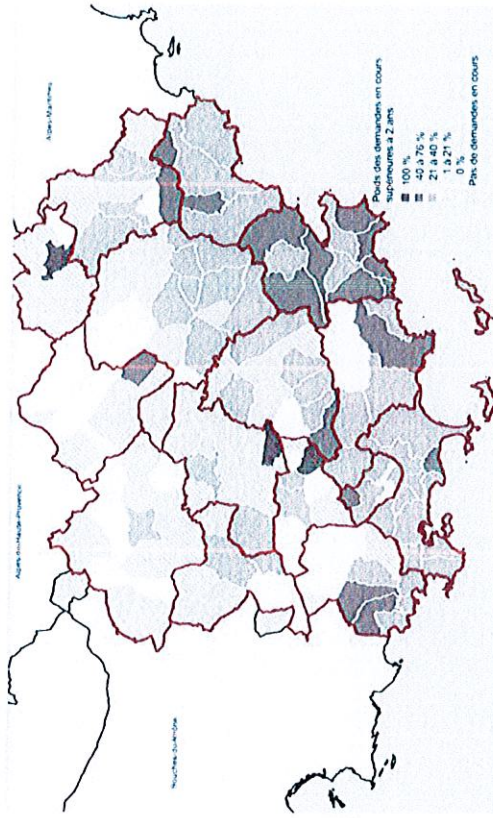 Alpes-de-Haute-Provence
Alpes-Maritimes
Bouches-du-Rhône
Poids des demandes en cours
supérieures à 2 ans
100 %
40 à 76 %
21 à 40 %
1 à 21 %
0 %
Pas de demandes en cours